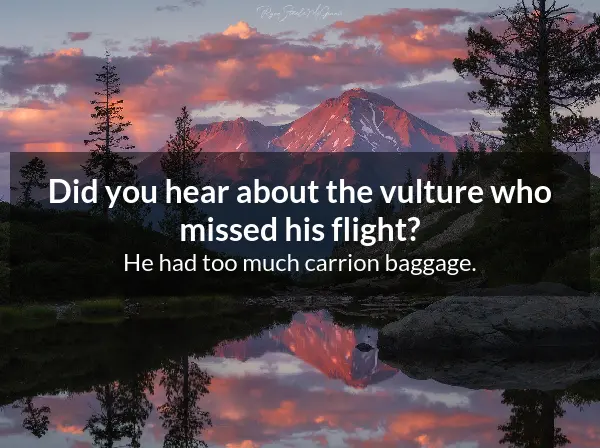 Did you hear about the vulture who
missed his flight?
He had too much carrion baggage.